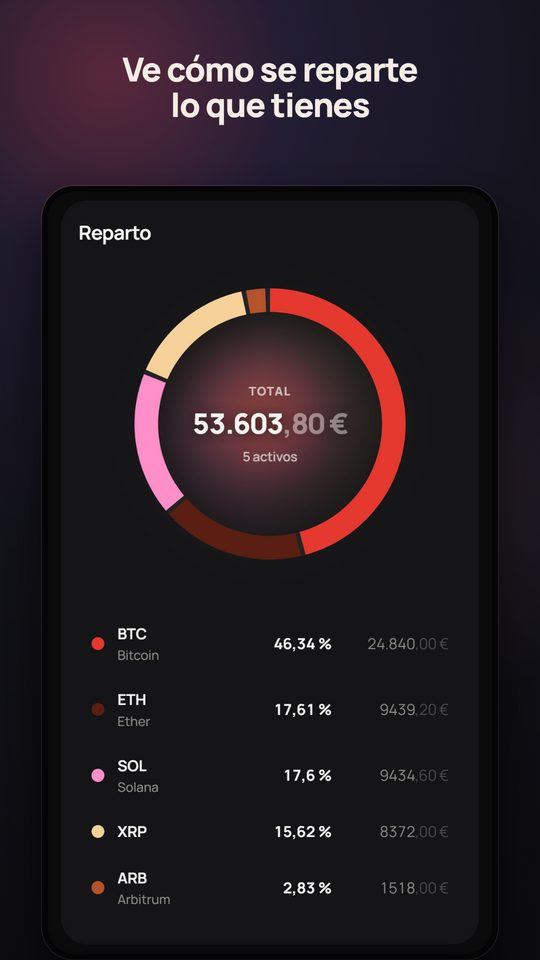 Ve cómo se reparte
lo que tienes
Reparto
TOTAL
53.603,80 €
5 activos
BTC 46,34 % 24.840,00 €
Bitcoin
ETH 17,61 % 9439,20 €
Ether
SOL 17,6 % 9434,60 €
Solana
XRP 15,62 % 8372,00 €
ARB 2,83 % 1518,00 €
Arbitrum